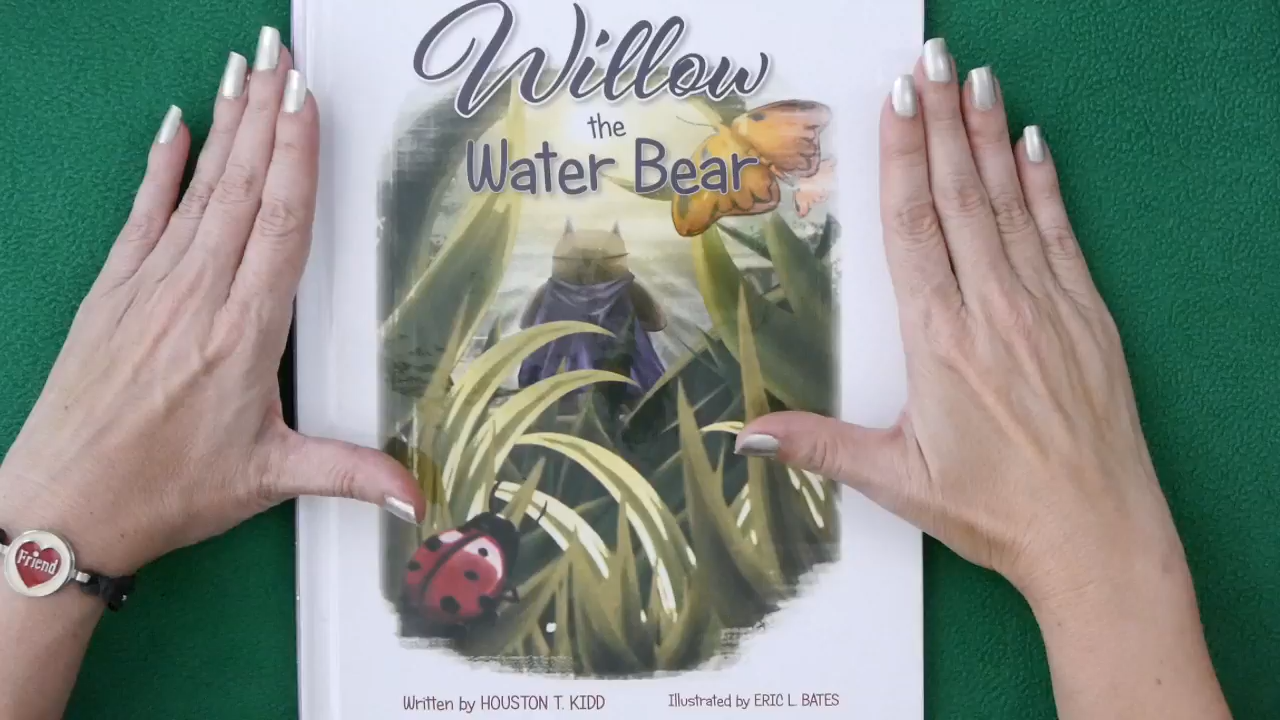 Willow
the
Water Bear
Friend
Written by HOUSTON T. KIDD
Illustrated by ERIC L. BATES